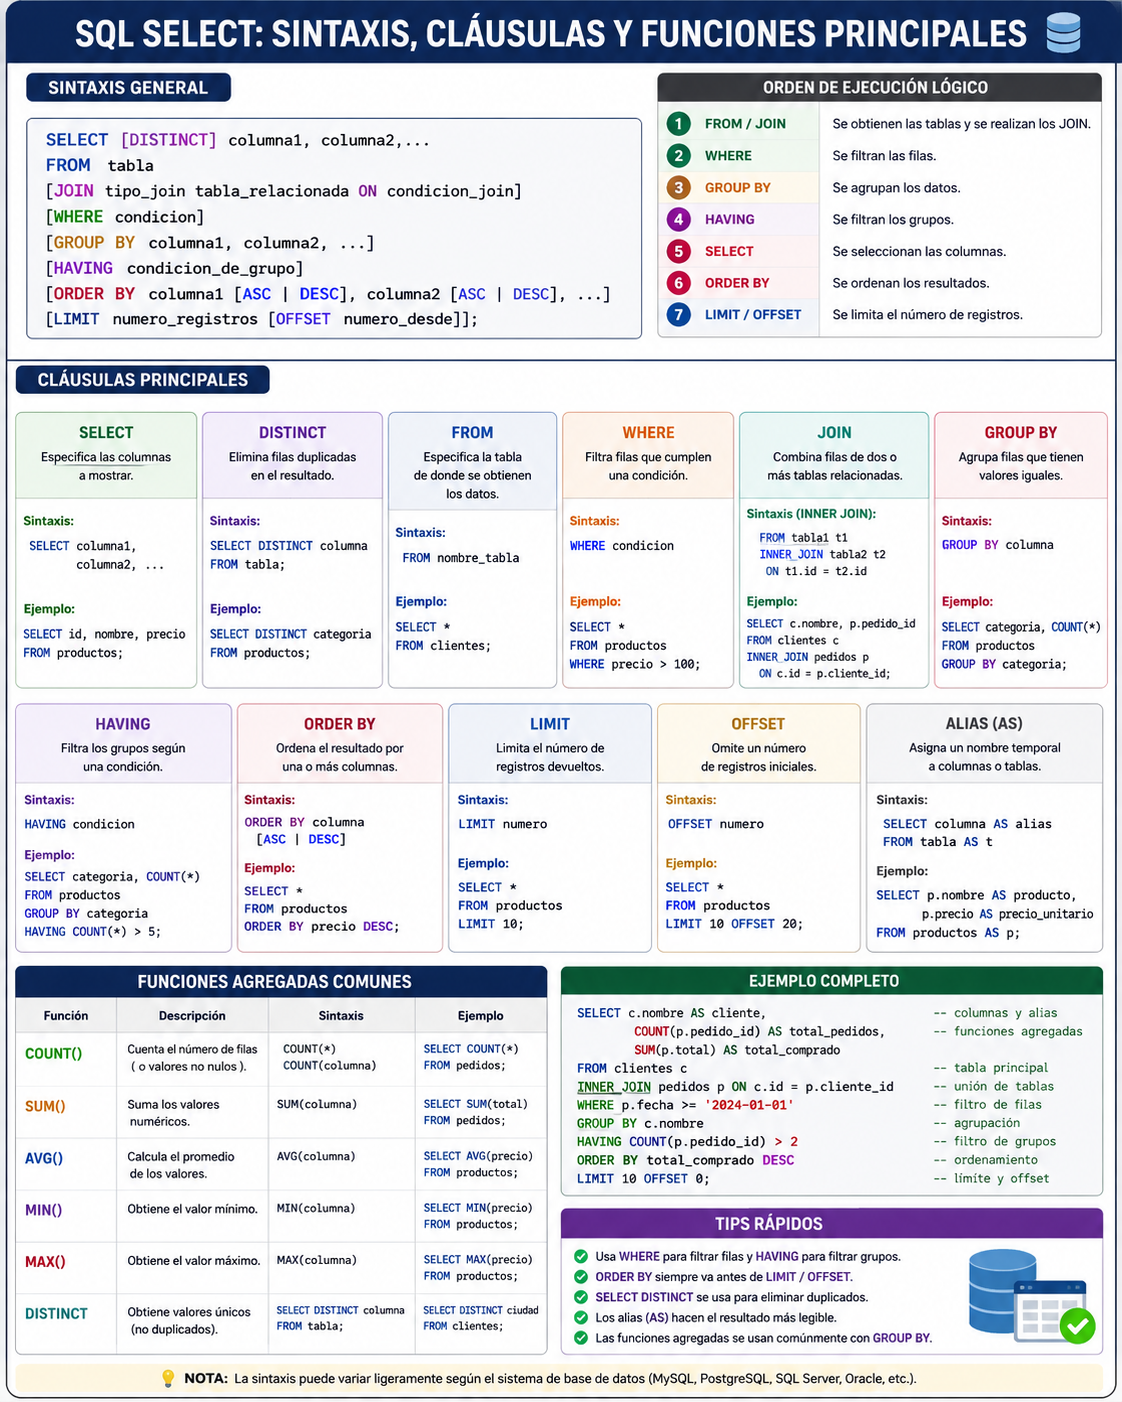 SQL SELECT: SINTAXIS, CLÁUSULAS Y FUNCIONES PRINCIPALES
SINTAXIS GENERAL
SELECT [DISTINCT] columna1, columna2,...
FROM tabla
[JOIN tipo_join tabla_relacionada ON condicion_join]
[WHERE condicion]
[GROUP BY columna1, columna2, ...]
[HAVING condicion_de_grupo]
[ORDER BY columna1 [ASC | DESC], columna2 [ASC | DESC], ...]
[LIMIT numero_registros [OFFSET numero_desde]];
ORDEN DE EJECUCIÓN LÓGICO
1 FROM / JOIN Se obtienen las tablas y se realizan los JOIN.
2 WHERE Se filtran las filas.
3 GROUP BY Se agrupan los datos.
4 HAVING Se filtran los grupos.
5 SELECT Se seleccionan las columnas.
6 ORDER BY Se ordenan los resultados.
7 LIMIT / OFFSET Se limita el número de registros.
CLÁUSULAS PRINCIPALES
SELECT
Especifica las columnas
a mostrar.
Sintaxis:
SELECT columna1,
columna2, ...
Ejemplo:
SELECT id, nombre, precio
FROM productos;
DISTINCT
Elimina filas duplicadas
en el resultado.
Sintaxis:
SELECT DISTINCT columna
FROM tabla;
Ejemplo:
SELECT DISTINCT categoria
FROM productos;
FROM
Especifica la tabla
de donde se obtienen
los datos.
Sintaxis:
FROM nombre_tabla
Ejemplo:
SELECT *
FROM clientes;
WHERE
Filtra filas que cumplen
una condición.
Sintaxis:
WHERE condicion
Ejemplo:
SELECT *
FROM productos
WHERE precio > 100;
JOIN
Combina filas de dos o
más tablas relacionadas.
Sintaxis (INNER JOIN):
FROM tabla1 t1
INNER_JOIN tabla2 t2
ON t1.id = t2.id
Ejemplo:
SELECT c.nombre, p.pedido_id
FROM clientes c
INNER_JOIN pedidos p
ON c.id = p.cliente_id;
GROUP BY
Agrupa filas que tienen
valores iguales.
Sintaxis:
GROUP BY columna
Ejemplo:
SELECT categoria, COUNT(*)
FROM productos
GROUP BY categoria;
HAVING
Filtra los grupos según
una condición.
Sintaxis:
HAVING condicion
Ejemplo:
SELECT categoria, COUNT(*)
FROM productos
GROUP BY categoria
HAVING COUNT(*) > 5;
ORDER BY
Ordena el resultado por
una o más columnas.
Sintaxis:
ORDER BY columna
[ASC | DESC]
Ejemplo:
SELECT *
FROM productos
ORDER BY precio DESC;
LIMIT
Limita el número de
registros devueltos.
Sintaxis:
LIMIT numero
Ejemplo:
SELECT *
FROM productos
LIMIT 10;
OFFSET
Omite un número
de registros iniciales.
Sintaxis:
OFFSET numero
Ejemplo:
SELECT *
FROM productos
LIMIT 10 OFFSET 20;
ALIAS (AS)
Asigna un nombre temporal
a columnas o tablas.
Sintaxis:
SELECT columna AS alias
FROM tabla AS t
Ejemplo:
SELECT p.nombre AS producto,
p.precio AS precio_unitario
FROM productos AS p;
FUNCIONES AGREGADAS COMUNES
Función Descripción Sintaxis Ejemplo
COUNT() Cuenta el número de filas COUNT(*) SELECT COUNT(*)
( o valores no nulos ). COUNT(columna) FROM pedidos;
SUM() Suma los valores SUM(columna) SELECT SUM(total)
numéricos. FROM pedidos;
AVG() Calcula el promedio AVG(columna) SELECT AVG(precio)
de los valores. FROM productos;
MIN() Obtiene el valor mínimo. MIN(columna) SELECT MIN(precio)
FROM productos;
MAX() Obtiene el valor máximo. MAX(columna) SELECT MAX(precio)
FROM productos;
DISTINCT Obtiene valores únicos SELECT DISTINCT columna SELECT DISTINCT ciudad
(no duplicados). FROM tabla; FROM clientes;
EJEMPLO COMPLETO
SELECT c.nombre AS cliente, -- columnas y alias
COUNT(p.pedido_id) AS total_pedidos, -- funciones agregadas
SUM(p.total) AS total_comprado
FROM clientes c -- tabla principal
INNER_JOIN pedidos p ON c.id = p.cliente_id -- unión de tablas
WHERE p.fecha >= '2024-01-01' -- filtro de filas
GROUP BY c.nombre -- agrupación
HAVING COUNT(p.pedido_id) > 2 -- filtro de grupos
ORDER BY total_comprado DESC -- ordenamiento
LIMIT 10 OFFSET 0; -- límite y offset
TIPS RÁPIDOS
Usa WHERE para filtrar filas y HAVING para filtrar grupos.
ORDER BY siempre va antes de LIMIT / OFFSET.
SELECT DISTINCT se usa para eliminar duplicados.
Los alias (AS) hacen el resultado más legible.
Las funciones agregadas se usan comúnmente con GROUP BY.
NOTA: La sintaxis puede variar ligeramente según el sistema de base de datos (MySQL, PostgreSQL, SQL Server, Oracle, etc.).